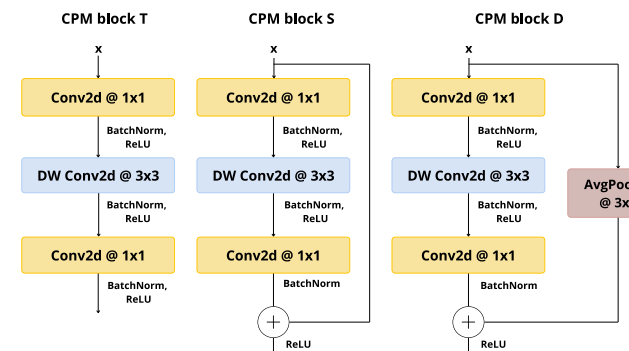 CPM block T
x
Conv2d @ 1x1
BatchNorm,
ReLU
DW Conv2d @ 3x3
BatchNorm,
ReLU
Conv2d @ 1x1
BatchNorm,
ReLU
CPM block S
x
Conv2d @ 1x1
BatchNorm,
ReLU
DW Conv2d @ 3x3
BatchNorm,
ReLU
Conv2d @ 1x1
BatchNorm
+
ReLU
CPM block D
x
Conv2d @ 1x1
BatchNorm,
ReLU
DW Conv2d @ 3x3
BatchNorm,
ReLU
Conv2d @ 1x1
BatchNorm
+
ReLU
@